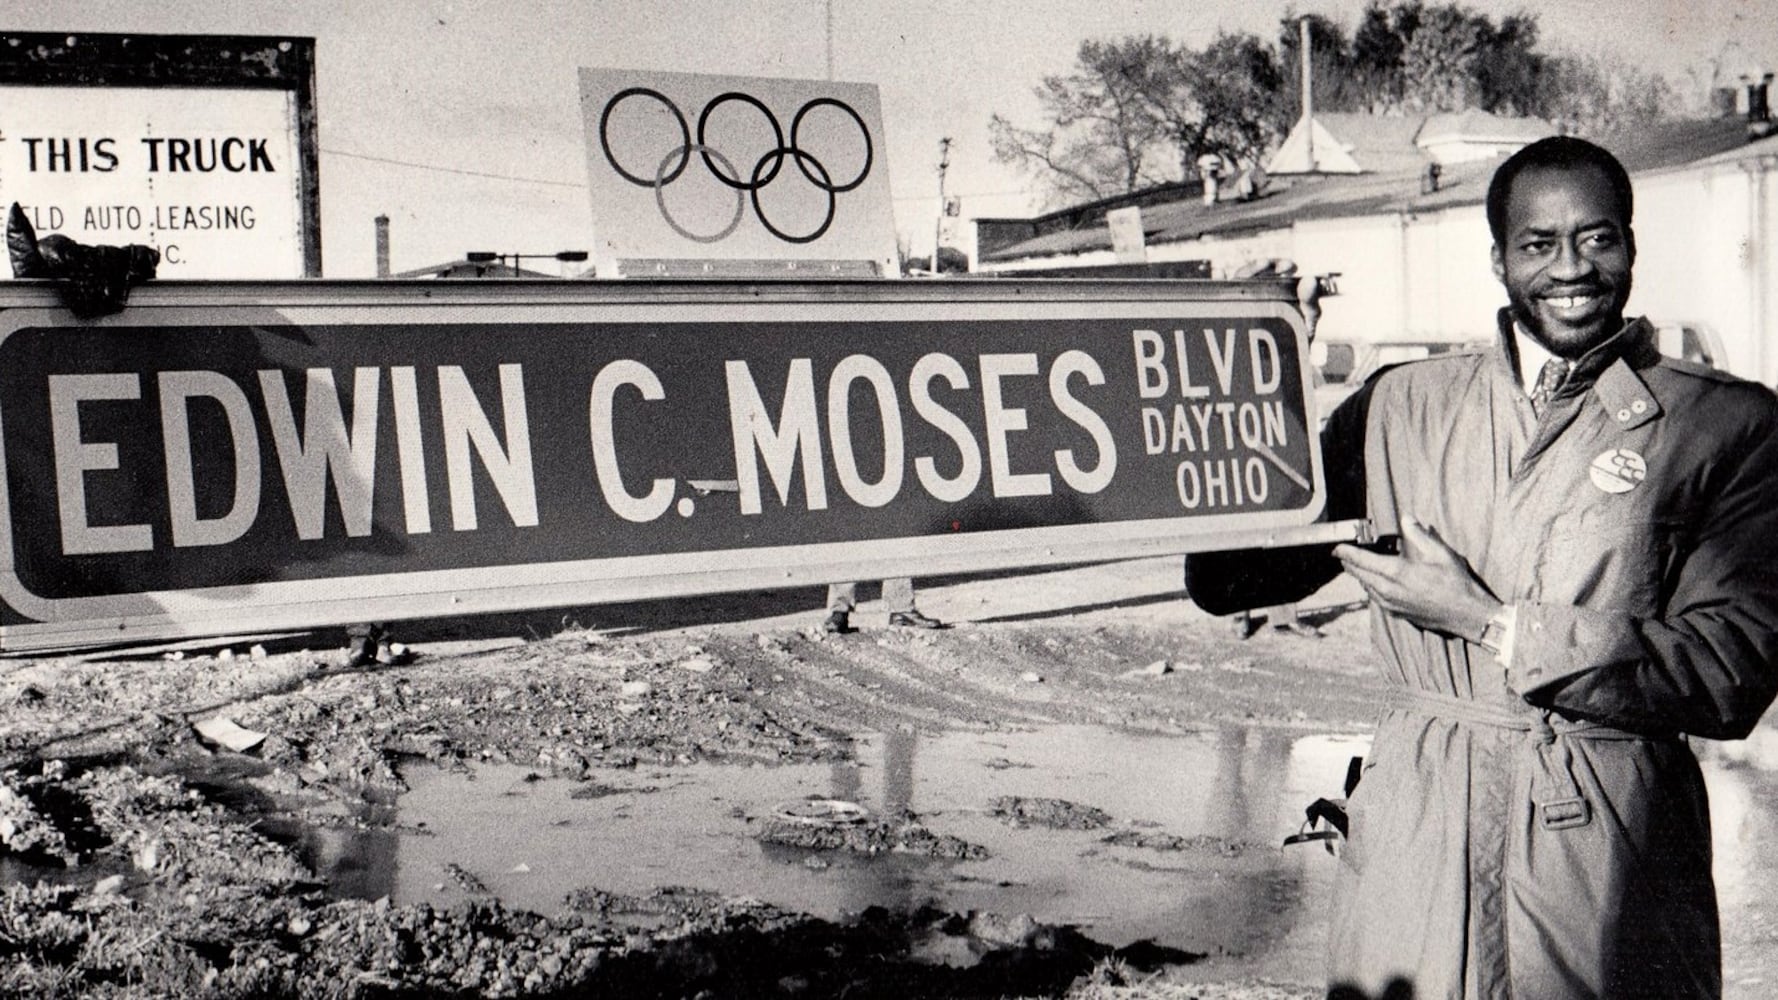 THIS TRUCK
AUTO LEASING
EDWIN C. MOSES
BLVD
DAYTON
OHIO